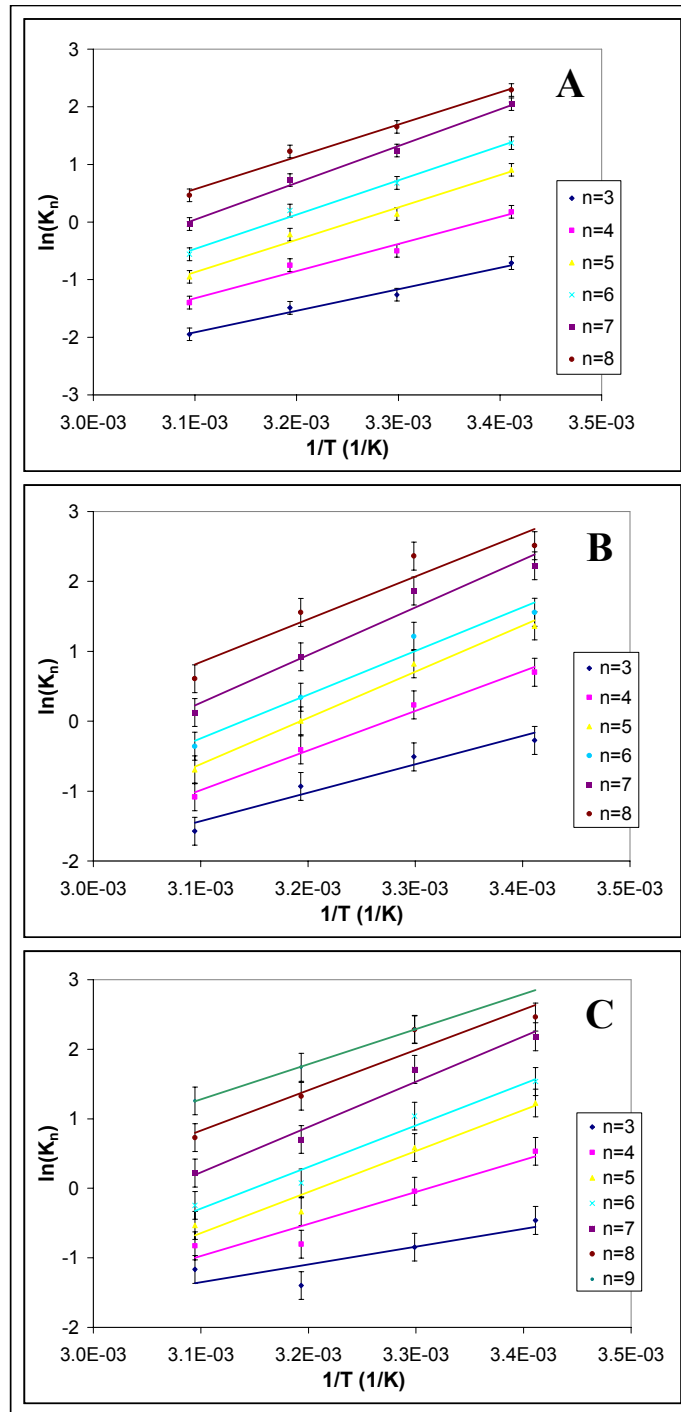 A
3
2
1
0
-1
-2
-3
ln(Kₙ)
3.0E-03 3.1E-03 3.2E-03 3.3E-03 3.4E-03 3.5E-03
1/T (1/K)
n=3
n=4
n=5
n=6
n=7
n=8
B
3
2
1
0
-1
-2
ln(Kₙ)
3.0E-03 3.1E-03 3.2E-03 3.3E-03 3.4E-03 3.5E-03
1/T (1/K)
n=3
n=4
n=5
n=6
n=7
n=8
C
3
2
1
0
-1
-2
ln(Kₙ)
3.0E-03 3.1E-03 3.2E-03 3.3E-03 3.4E-03 3.5E-03
1/T (1/K)
n=3
n=4
n=5
n=6
n=7
n=8
n=9